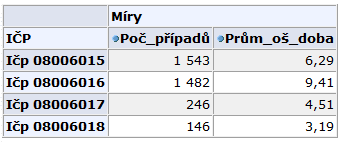 Míry
IČP Poč_případů Prům_oš_doba
Ičp 08006015 1 543 6,29
Ičp 08006016 1 482 9,41
Ičp 08006017 246 4,51
Ičp 08006018 146 3,19